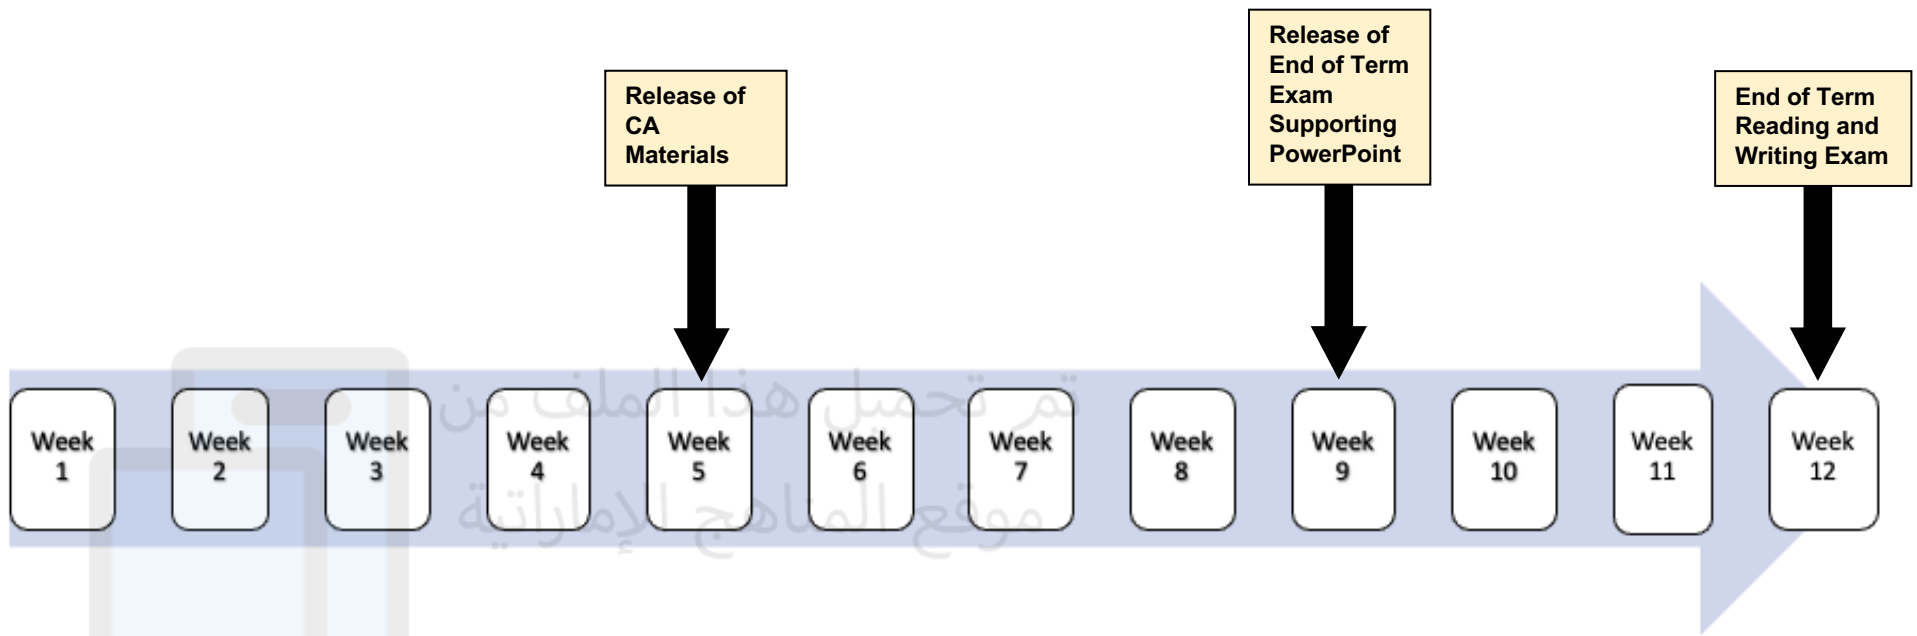 Release of
CA
Materials
Release of
End of Term
Exam
Supporting
PowerPoint
End of Term
Reading and
Writing Exam
تم تحميل هذا الملف من
موقع المناهج الإماراتية
Week
1
Week
2
Week
3
Week
4
Week
5
Week
6
Week
7
Week
8
Week
9
Week
10
Week
11
Week
12